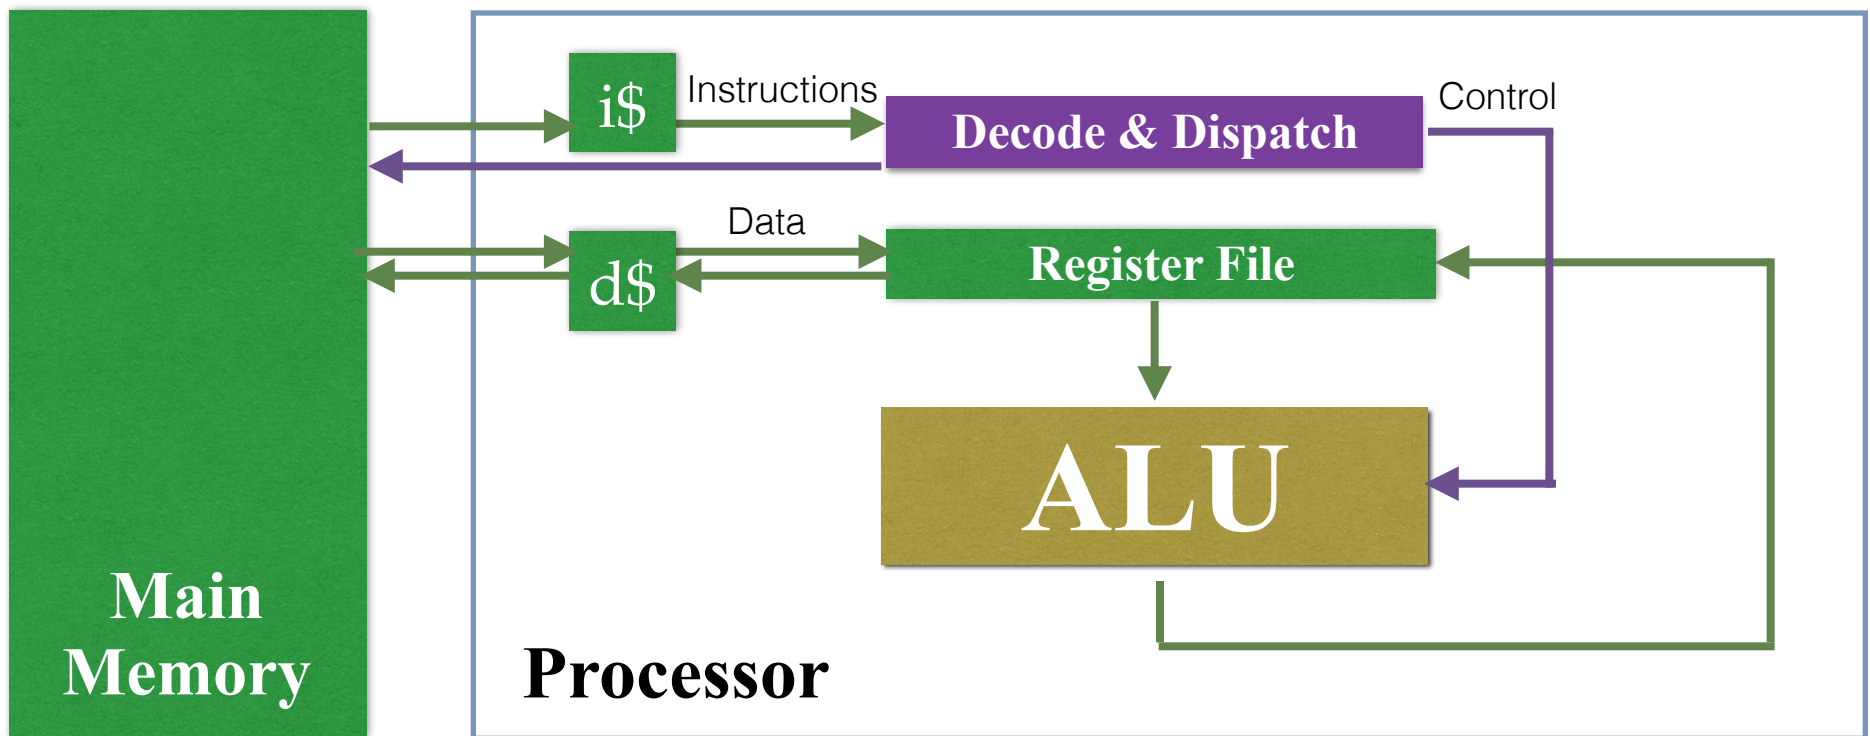 i$
Instructions
Decode & Dispatch
Control
Data
d$
Register File
ALU
Main
Memory
Processor